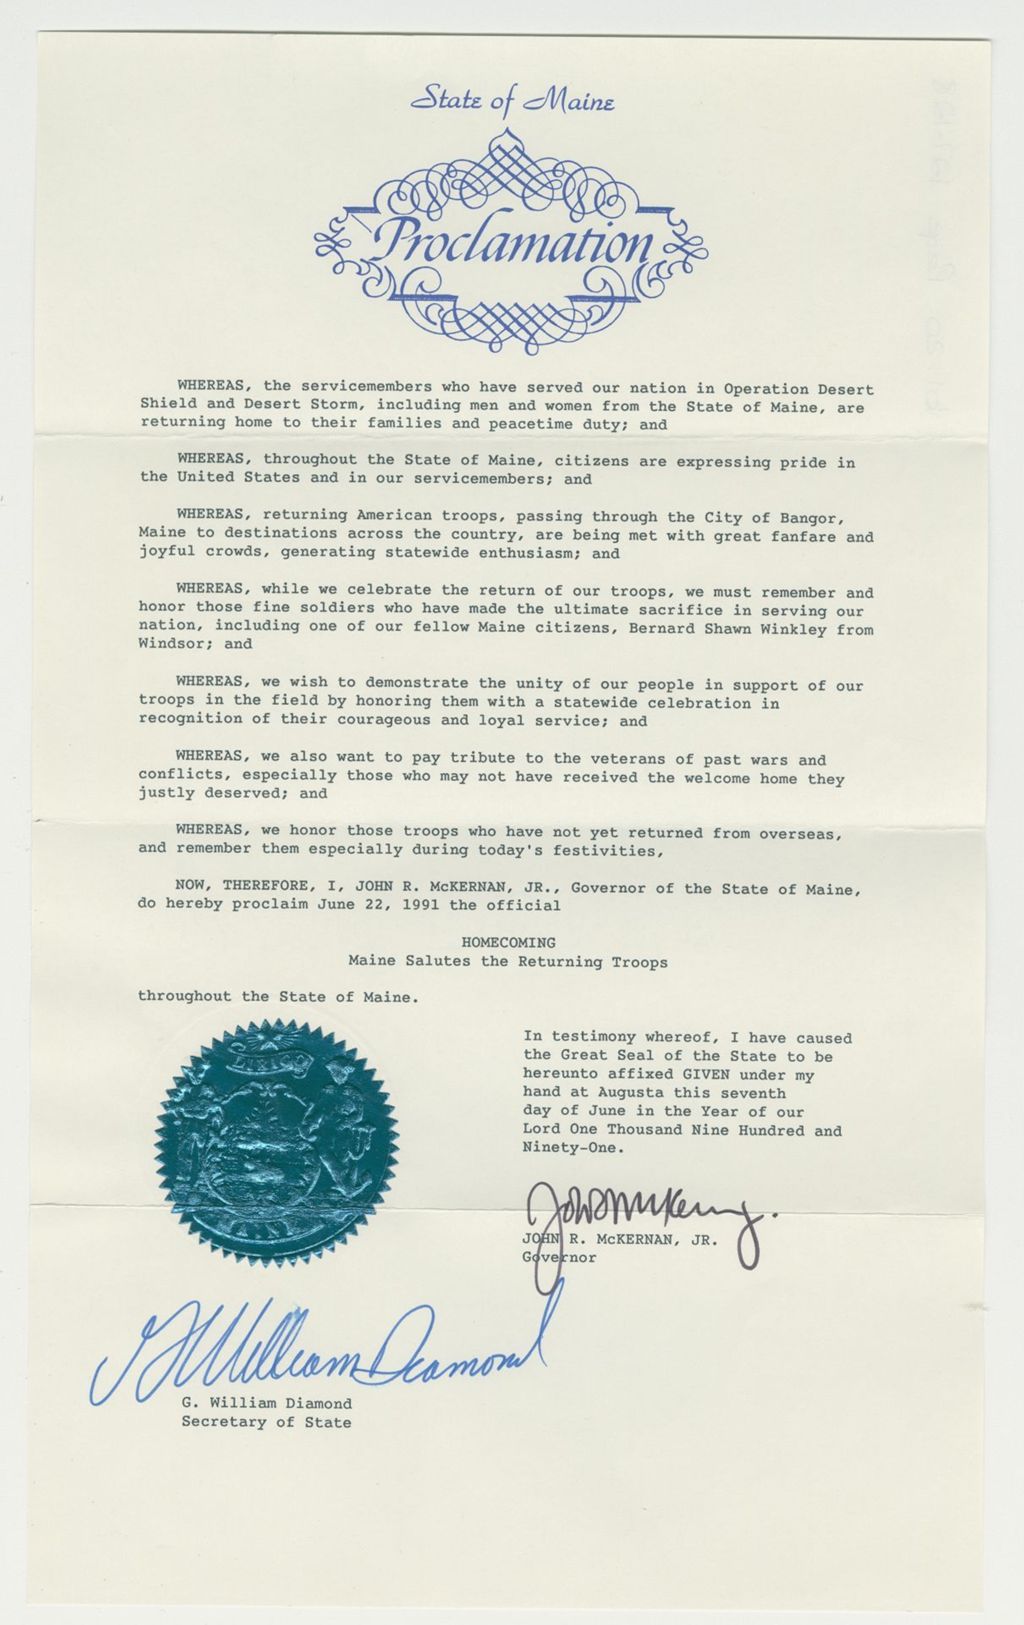 State of Maine
Proclamation
WHEREAS, the servicemembers who have served our nation in Operation Desert
Shield and Desert Storm, including men and women from the State of Maine, are
returning home to their families and peacetime duty; and
WHEREAS, throughout the State of Maine, citizens are expressing pride in
the United States and in our servicemembers; and
WHEREAS, returning American troops, passing through the City of Bangor,
Maine to destinations across the country, are being met with great fanfare and
joyful crowds, generating statewide enthusiasm; and
WHEREAS, while we celebrate the return of our troops, we must remember and
honor those fine soldiers who have made the ultimate sacrifice in serving our
nation, including one of our fellow Maine citizens, Bernard Shawn Winkley from
Windsor; and
WHEREAS, we wish to demonstrate the unity of our people in support of our
troops in the field by honoring them with a statewide celebration in
recognition of their courageous and loyal service; and
WHEREAS, we also want to pay tribute to the veterans of past wars and
conflicts, especially those who may not have received the welcome home they
justly deserved; and
WHEREAS, we honor those troops who have not yet returned from overseas,
and remember them especially during today's festivities,
NOW, THEREFORE, I, JOHN R. McKERNAN, JR., Governor of the State of Maine,
do hereby proclaim June 22, 1991 the official
HOMECOMING
Maine Salutes the Returning Troops
throughout the State of Maine.
In testimony whereof, I have caused
the Great Seal of the State to be
hereunto affixed GIVEN under my
hand at Augusta this seventh
day of June in the Year of our
Lord One Thousand Nine Hundred and
Ninety-One.
DIRIGO
MAINE
John McKernan Jr.
JOHN R. McKERNAN, JR.
Governor
G William Diamond
G. William Diamond
Secretary of State